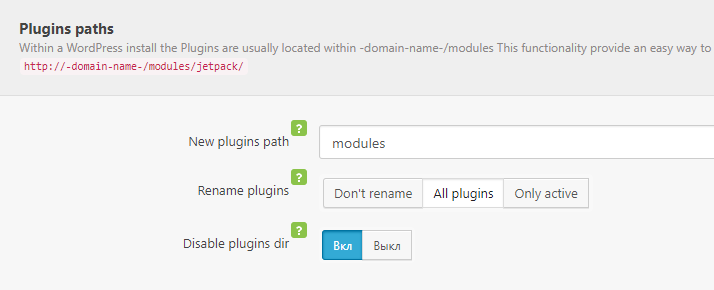 Plugins paths
Within a WordPress install the Plugins are usually located within -domain-name-/modules This functionality provide an easy way to
http://-domain-name-/modules/jetpack/
New plugins path ?
modules
Rename plugins ?
Don't rename All plugins Only active
Disable plugins dir ?
Вкл Выкл